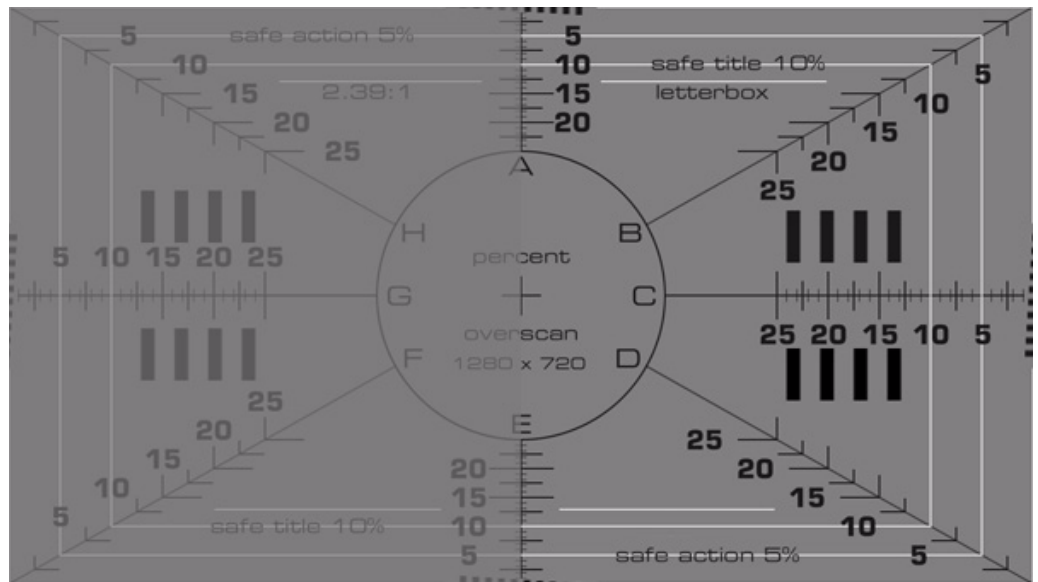 5 safe action 5% 5
10 10 safe title 10% 5
15 2.39:1 15 letterbox 10
20 20 15
25 20
A 25
H B
5 10 15 20 25 percent
G C
overscan 25 20 15 10 5
F 1280 x 720 D
25
20 E 25
15 20 20
10 15 15
5 safe title 10% 10 10
5 safe action 5% 5